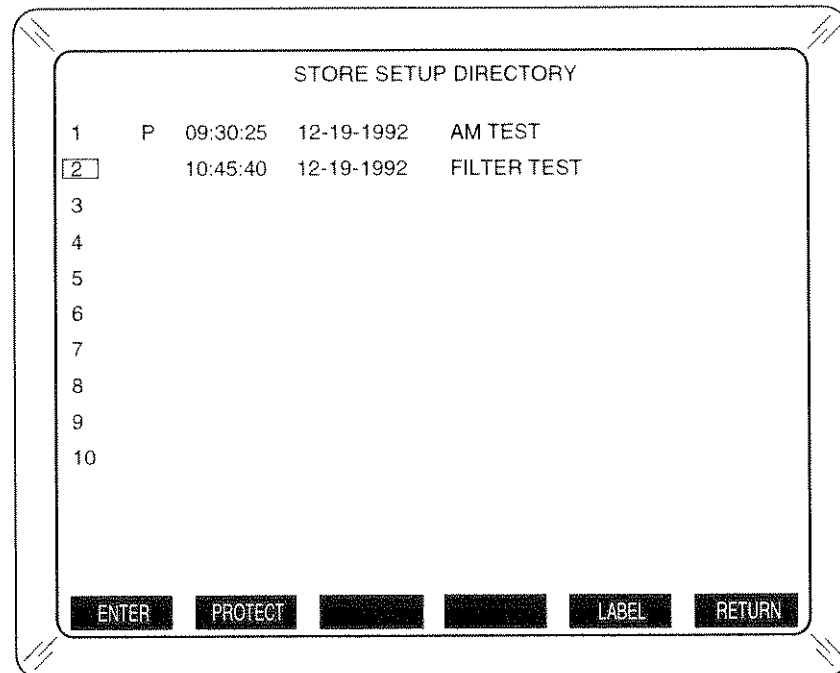 STORE SETUP DIRECTORY
1 P 09:30:25 12-19-1992 AM TEST
2 10:45:40 12-19-1992 FILTER TEST
3
4
5
6
7
8
9
10
ENTER PROTECT LABEL RETURN